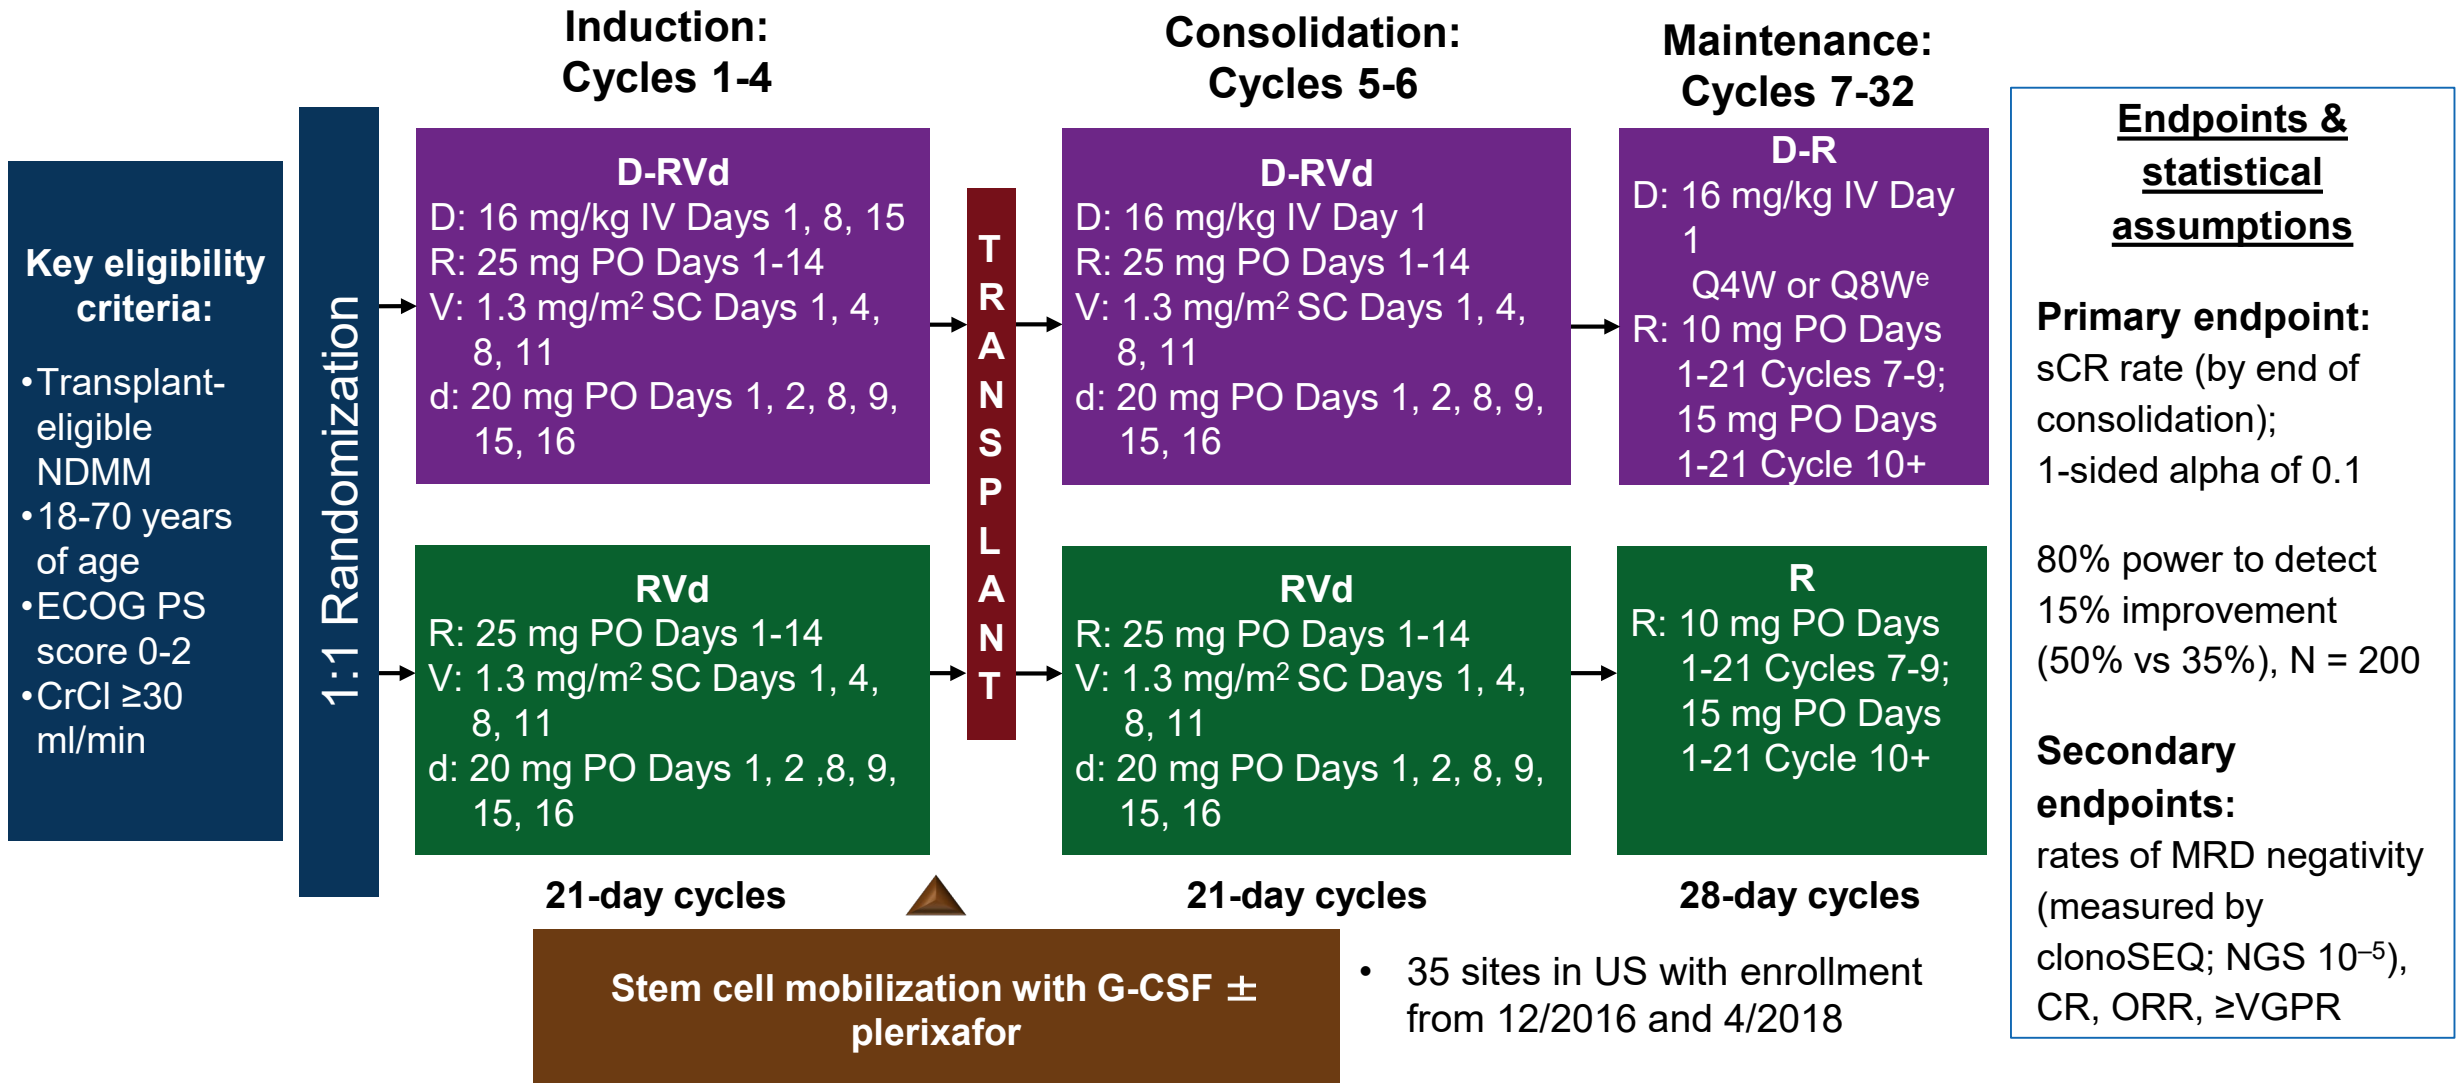 Induction:
Cycles 1-4
Consolidation:
Cycles 5-6
Maintenance:
Cycles 7-32
Key eligibility
criteria:
•Transplant-
eligible
NDMM
•18-70 years
of age
•ECOG PS
score 0-2
•CrCl ≥30
ml/min
1:1 Randomization
D-RVd
D: 16 mg/kg IV Days 1, 8, 15
R: 25 mg PO Days 1-14
V: 1.3 mg/m² SC Days 1, 4,
8, 11
d: 20 mg PO Days 1, 2, 8, 9,
15, 16
RVd
R: 25 mg PO Days 1-14
V: 1.3 mg/m² SC Days 1, 4,
8, 11
d: 20 mg PO Days 1, 2 ,8, 9,
15, 16
21-day cycles
TRANSPLANT
D-RVd
D: 16 mg/kg IV Day 1
R: 25 mg PO Days 1-14
V: 1.3 mg/m² SC Days 1, 4,
8, 11
d: 20 mg PO Days 1, 2, 8, 9,
15, 16
RVd
R: 25 mg PO Days 1-14
V: 1.3 mg/m² SC Days 1, 4,
8, 11
d: 20 mg PO Days 1, 2, 8, 9,
15, 16
21-day cycles
D-R
D: 16 mg/kg IV Day
1
Q4W or Q8Wᵉ
R: 10 mg PO Days
1-21 Cycles 7-9;
15 mg PO Days
1-21 Cycle 10+
R
R: 10 mg PO Days
1-21 Cycles 7-9;
15 mg PO Days
1-21 Cycle 10+
28-day cycles
Stem cell mobilization with G-CSF ±
plerixafor
• 35 sites in US with enrollment
from 12/2016 and 4/2018
Endpoints &
statistical
assumptions
Primary endpoint:
sCR rate (by end of
consolidation);
1-sided alpha of 0.1
80% power to detect
15% improvement
(50% vs 35%), N = 200
Secondary
endpoints:
rates of MRD negativity
(measured by
clonoSEQ; NGS 10⁻⁵),
CR, ORR, ≥VGPR